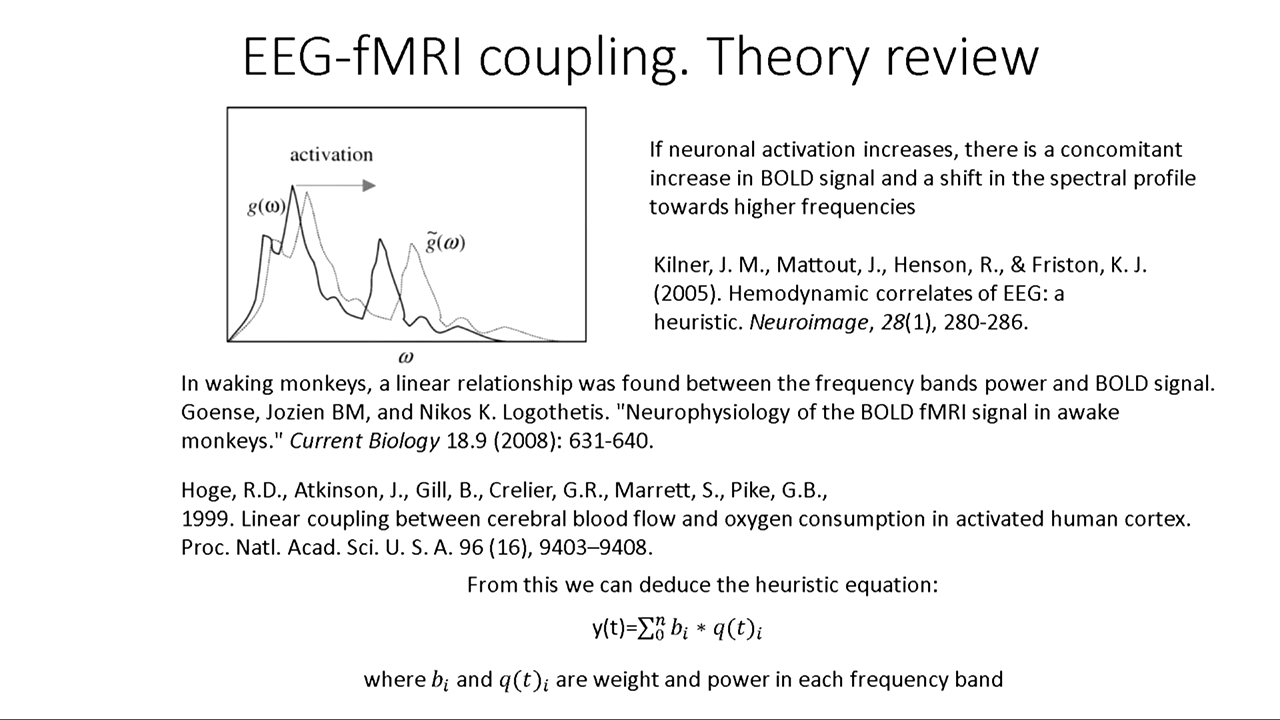 EEG-fMRI coupling. Theory review
activation
g(ω)
g̃(ω)
ω
If neuronal activation increases, there is a concomitant
increase in BOLD signal and a shift in the spectral profile
towards higher frequencies
Kilner, J. M., Mattout, J., Henson, R., & Friston, K. J.
(2005). Hemodynamic correlates of EEG: a
heuristic. Neuroimage, 28(1), 280-286.
In waking monkeys, a linear relationship was found between the frequency bands power and BOLD signal.
Goense, Jozien BM, and Nikos K. Logothetis. "Neurophysiology of the BOLD fMRI signal in awake
monkeys." Current Biology 18.9 (2008): 631-640.
Hoge, R.D., Atkinson, J., Gill, B., Crelier, G.R., Marrett, S., Pike, G.B.,
1999. Linear coupling between cerebral blood flow and oxygen consumption in activated human cortex.
Proc. Natl. Acad. Sci. U. S. A. 96 (16), 9403–9408.
From this we can deduce the heuristic equation:
y(t)=∑₀ⁿ bᵢ * q(t)ᵢ
where bᵢ and q(t)ᵢ are weight and power in each frequency band